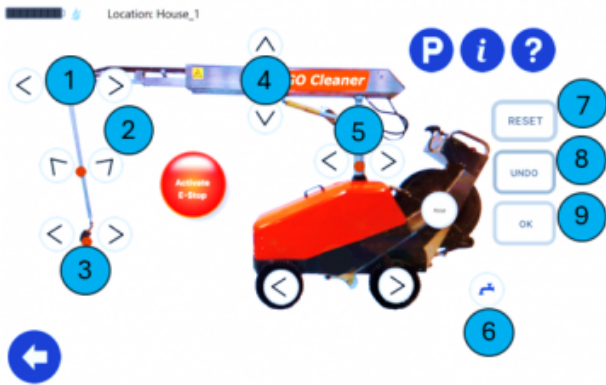 Location: House_1
P i ?
1
4
GO Cleaner
2
5
7
RESET
8
UNDO
9
OK
Activate
E-Stop
3
6